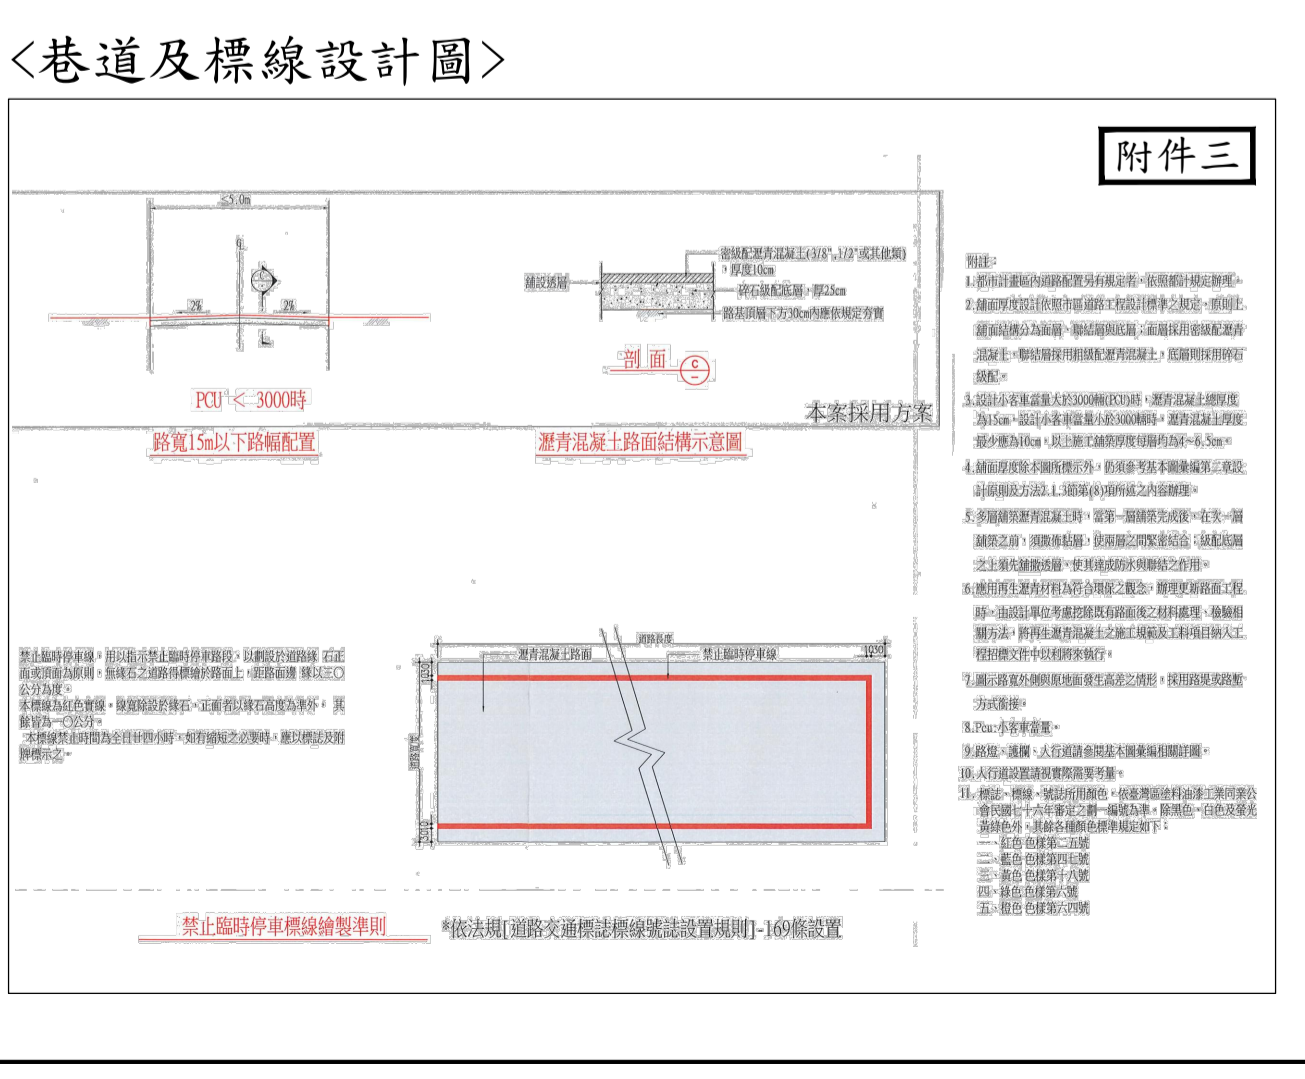 <巷道及標線設計圖>
附件三
≤5.0m
2%
2%
PCU < 3000時
路寬15m以下路幅配置
密級配瀝青混凝土(3/8",1/2"或其他類)
，厚度10cm
舖設透層
碎石級配底層，厚25cm
路基頂層下方30cm內應依規定夯實
剖 面
C
瀝青混凝土路面結構示意圖
本案採用方案
附註：
1.都市計畫區內道路配置另有規定者，依照都計規定辦理。
2.舖面厚度設計依照市區道路工程設計標準之規定，原則上
舖面結構分為面層、聯結層與底層；面層採用密級配瀝青
混凝土，聯結層採用粗級配瀝青混凝土，底層則採用碎石
級配。
3.設計小客車當量大於3000輛(PCU)時，瀝青混凝土總厚度
為15cm，設計小客車當量小於3000輛時，瀝青混凝土厚度
最少應為10cm，以上施工舖築厚度每層均為4~6.5cm。
4.舖面厚度除本圖所標示外，仍須參考基本圖彙編第二章設
計原則及方法2.1.3節第(8)項所述之內容辦理。
5.多層舖築瀝青混凝土時，當第一層舖築完成後，在次一層
舖築之前，須撒佈黏層，使兩層之間緊密結合；級配底層
之上須先舖撒透層，使其達成防水與聯結之作用。
6.應用再生瀝青材料為符合環保之觀念，辦理更新路面工程
時，由設計單位考慮挖除既有路面後之材料處理、檢驗相
關方法，將再生瀝青混凝土之施工規範及工料項目納入工
程招標文件中以利將來執行。
7.圖示路寬外側與原地面發生高差之情形，採用路堤或路塹
方式銜接。
8.Pcu:小客車當量。
9.路燈、護欄、人行道請參閱基本圖彙編相關詳圖。
10.人行道設置請視實際需要考量。
11.標誌、標線、號誌所用顏色，依臺灣區塗料油漆工業同業公
會民國七十六年審定之劃一編號為準，除黑色、白色及螢光
黃綠色外，其餘各種顏色標準規定如下：
一、紅色 色樣第二五號
二、藍色 色樣第四七號
三、黃色 色樣第十八號
四、綠色 色樣第六號
五、橙色 色樣第六四號
禁止臨時停車線，用以指示禁止臨時停車路段，以劃設於道路緣 石正
面或頂面為原則，無緣石之道路得標繪於路面上，距路面邊 緣以三〇
公分為度。
本標線為紅色實線，線寬除設於緣石，正面者以緣石高度為準外， 其
餘皆為一〇公分。
本標線禁止時間為全日廿四小時，如有縮短之必要時，應以標誌及附
牌標示之。
道路長度
瀝青混凝土路面
禁止臨時停車線
1030
1030
道路寬度
3010
禁止臨時停車標線繪製準則
*依法規[道路交通標誌標線號誌設置規則]-169條設置